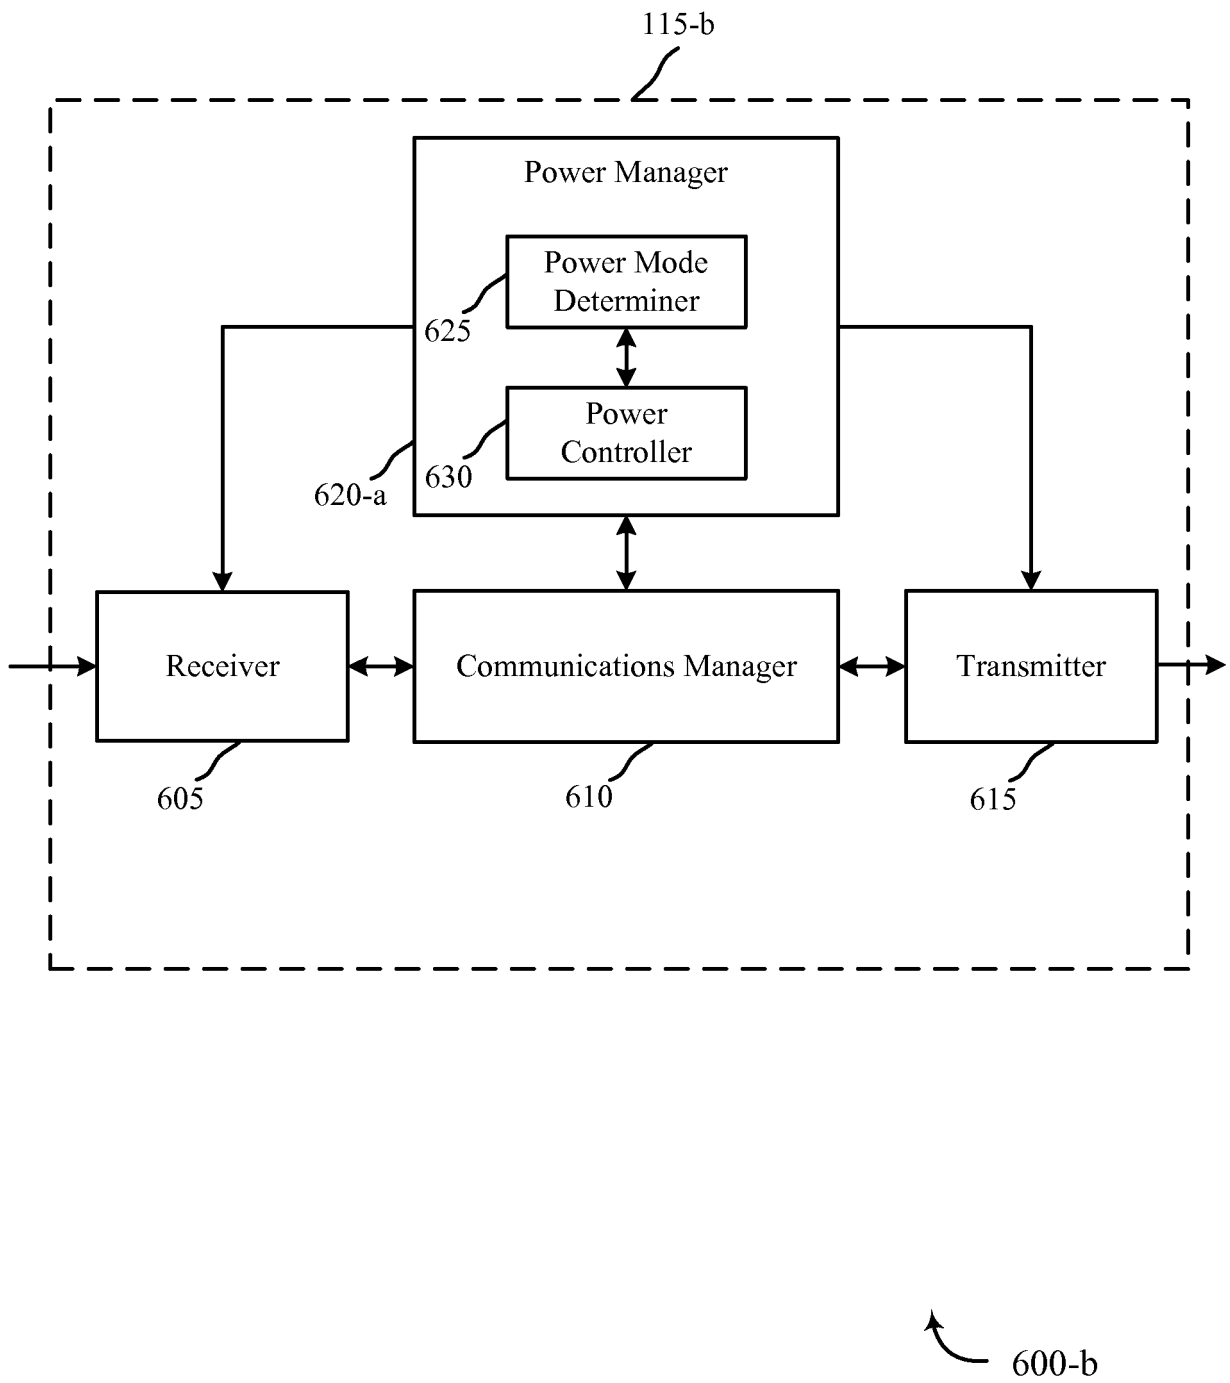 115-b
Power Manager
Power Mode
Determiner
625
Power
Controller
630
620-a
Receiver
Communications Manager
Transmitter
605
610
615
600-b